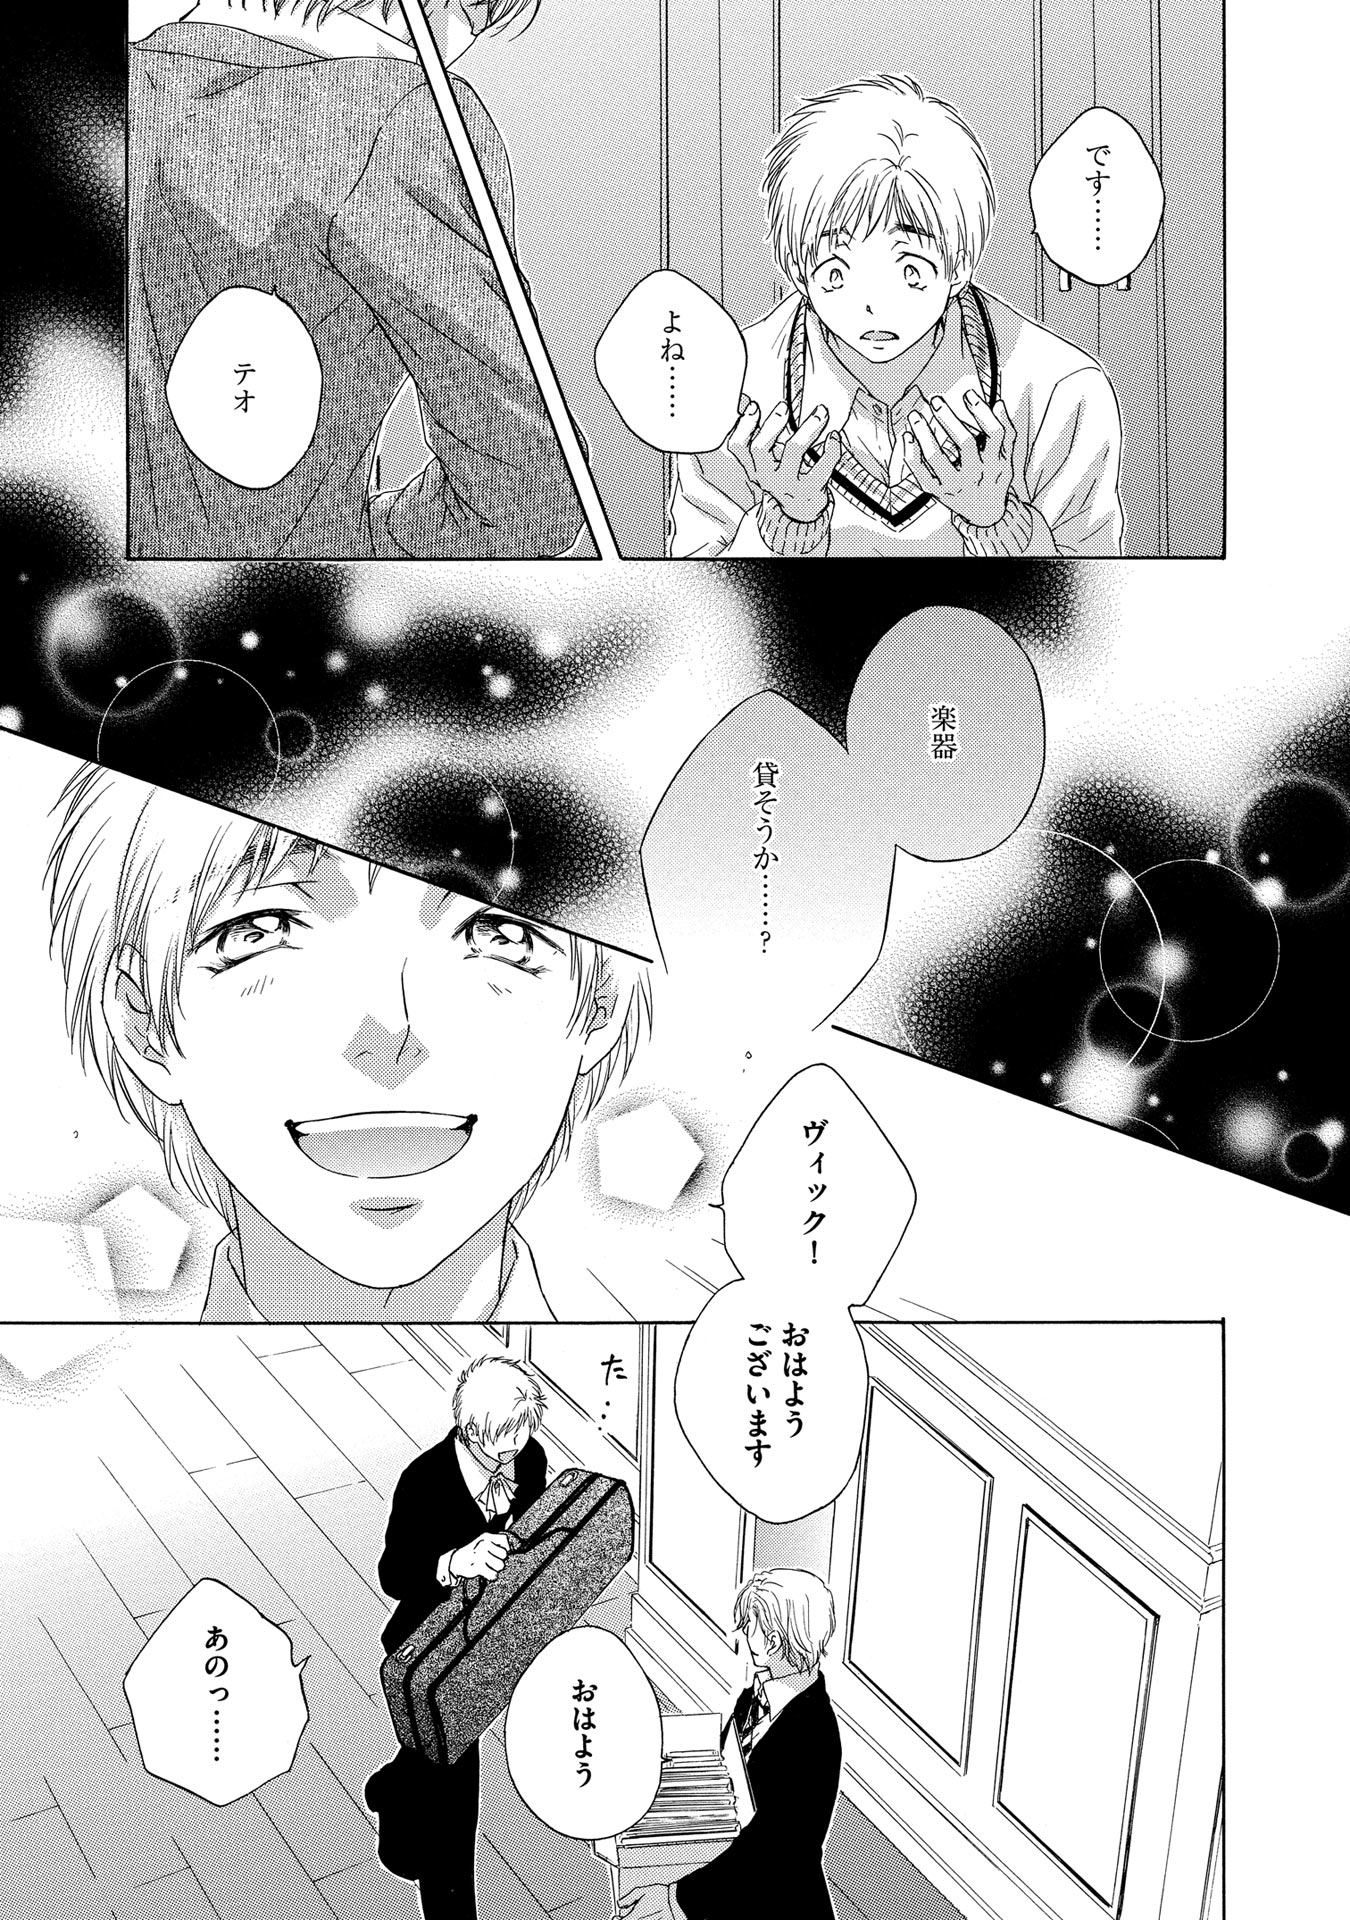 です……
よね……
テオ
楽器
貸そうか……？
ヴィック！
おはよう
ございます
た…
おはよう
あのっ……